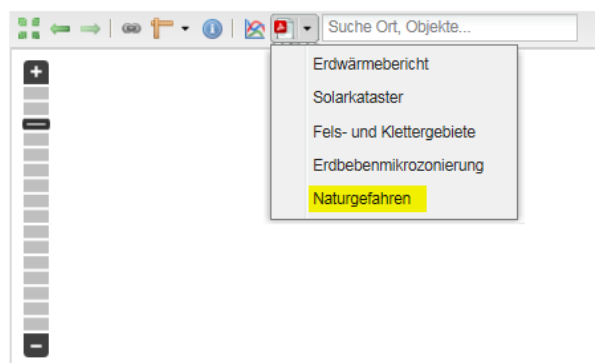 Suche Ort, Objekte...
Erdwärmebericht
Solarkataster
Fels- und Klettergebiete
Erdbebenmikrozonierung
Naturgefahren